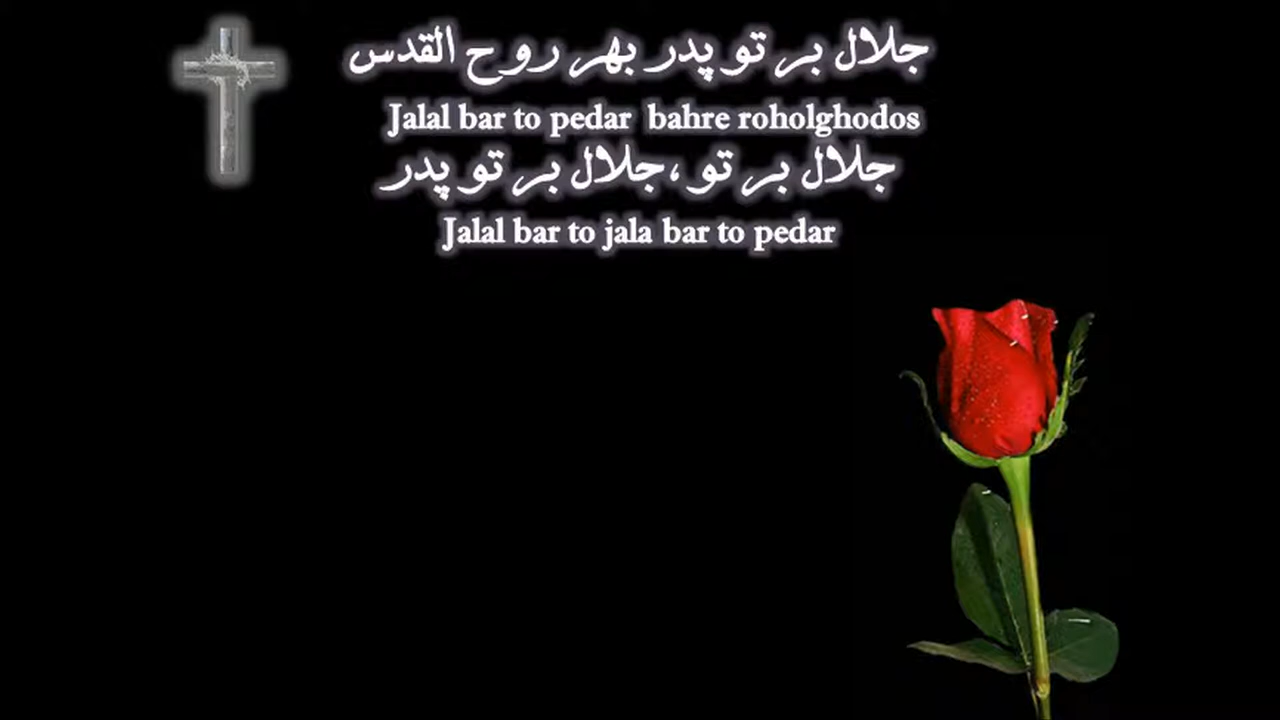 جلال بر تو پدر بهر روح القدس
Jalal bar to pedar bahre roholghodos
جلال بر تو ،جلال بر تو پدر
Jalal bar to jala bar to pedar